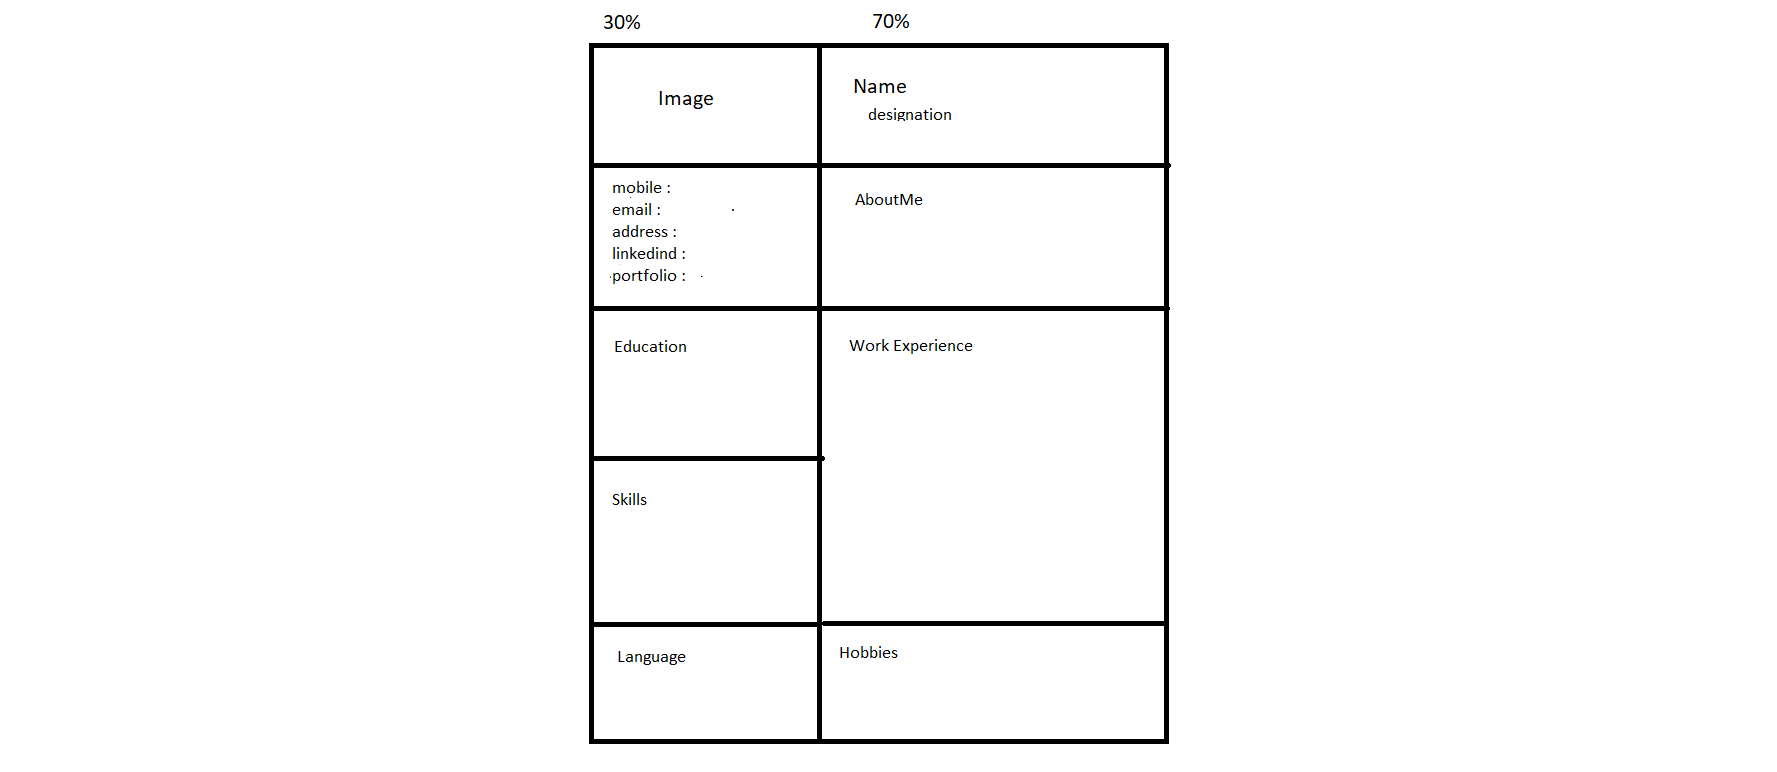 30%
70%
Image
Name
designation
mobile :
email :
address :
linkedind :
portfolio :
AboutMe
Education
Work Experience
Skills
Language
Hobbies